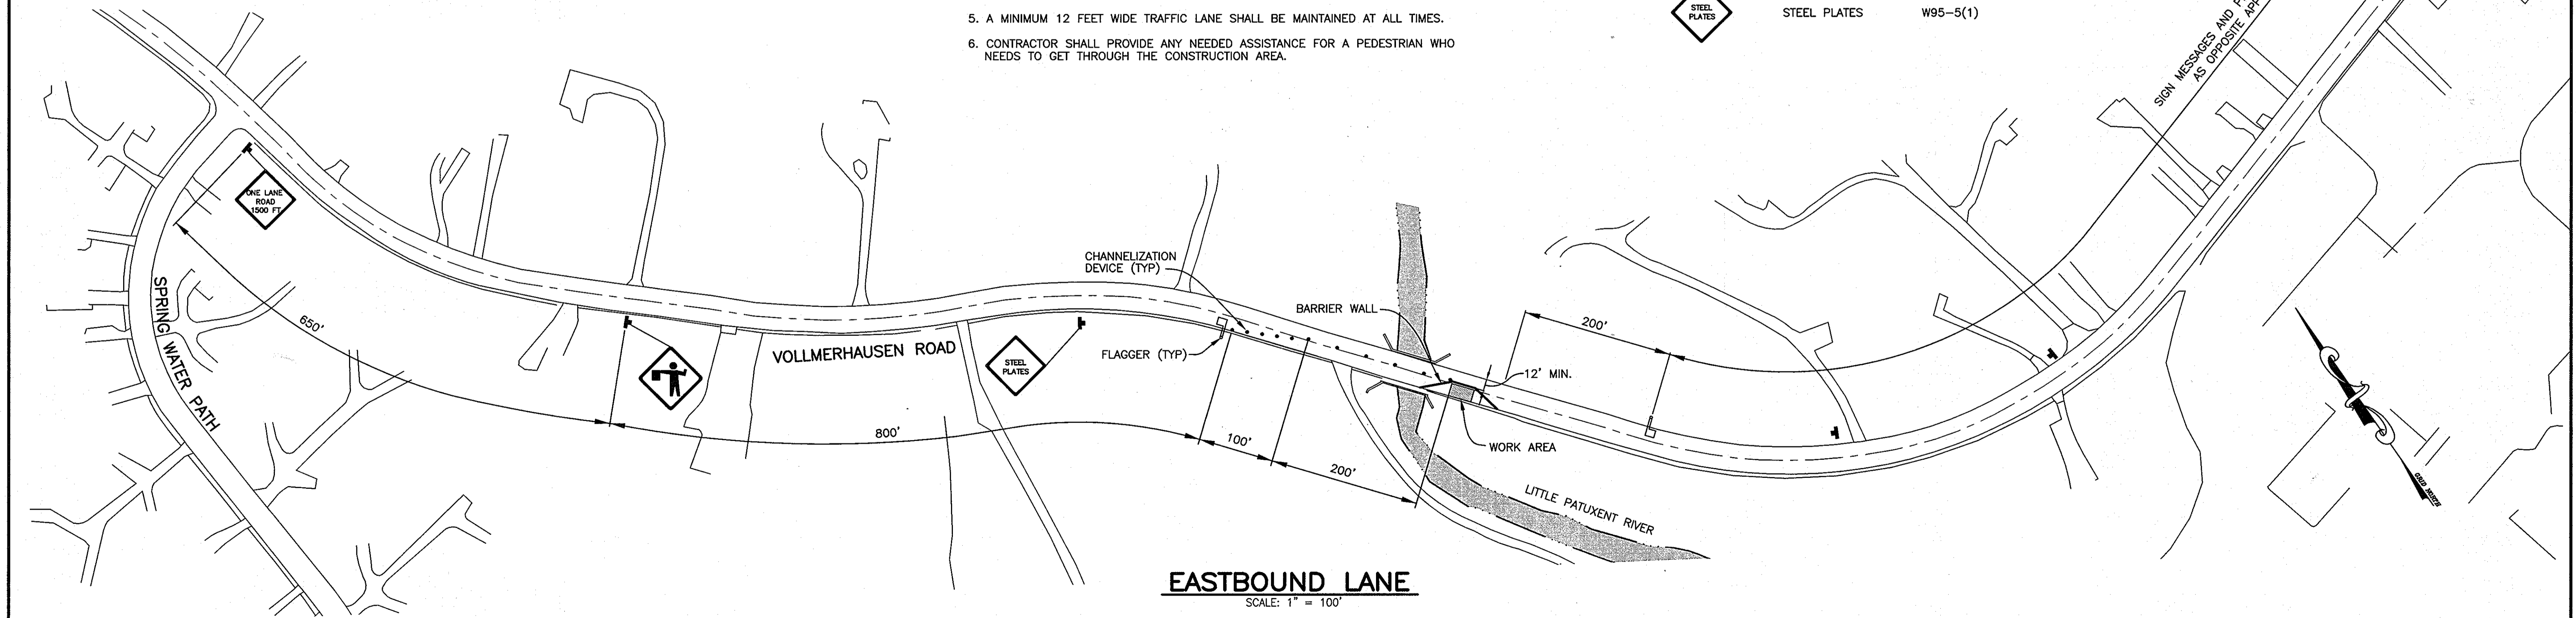 5. A MINIMUM 12 FEET WIDE TRAFFIC LANE SHALL BE MAINTAINED AT ALL TIMES.
6. CONTRACTOR SHALL PROVIDE ANY NEEDED ASSISTANCE FOR A PEDESTRIAN WHO
NEEDS TO GET THROUGH THE CONSTRUCTION AREA.
STEEL
PLATES
STEEL PLATES
W95-5(1)
SIGN MESSAGES AND
AS OPPOSITE
ONE LANE
ROAD
1500 FT.
650'
SPRING WATER PATH
VOLLMERHAUSEN ROAD
800'
STEEL
PLATES
CHANNELIZATION
DEVICE (TYP)
FLAGGER (TYP)
100'
200'
BARRIER WALL
12' MIN.
WORK AREA
200'
LITTLE PATUXENT RIVER
GRID NORTH
EASTBOUND LANE
SCALE: 1" = 100'